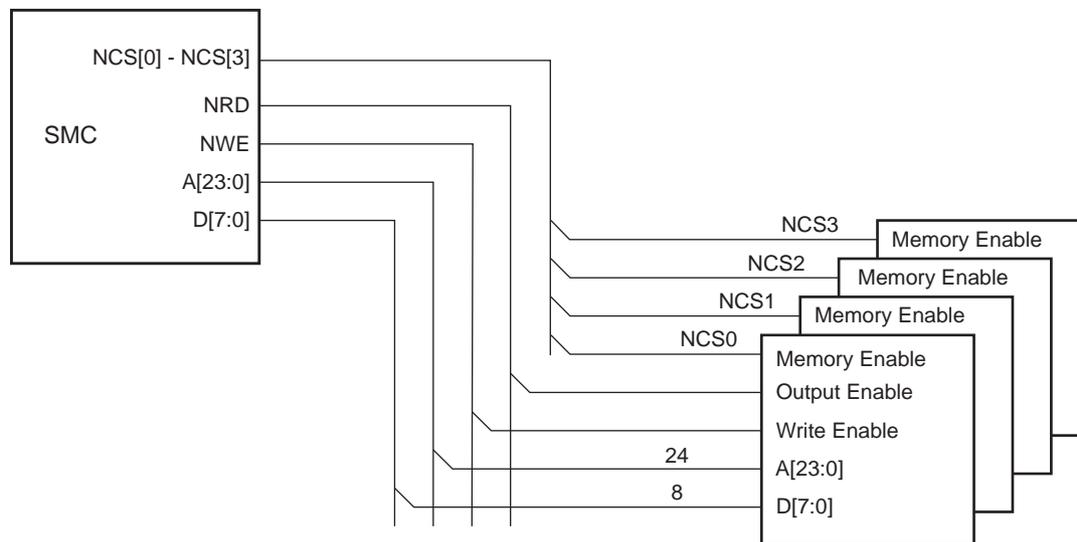 NCS[0] - NCS[3]
NRD
SMC
NWE
A[23:0]
D[7:0]
NCS3
Memory Enable
NCS2
Memory Enable
NCS1
Memory Enable
NCS0
Memory Enable
Output Enable
Write Enable
24
A[23:0]
8
D[7:0]